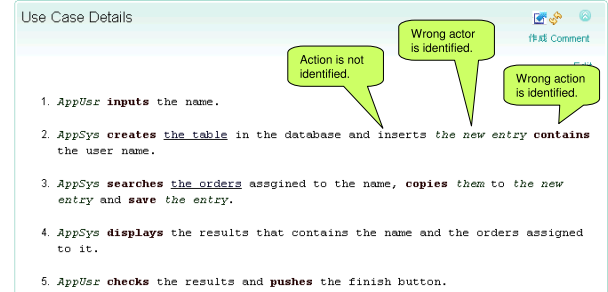 Use Case Details
作成 Comment
Wrong actor
is identified.
Action is not
identified.
Wrong action
is identified.
1. AppUsr inputs the name.
2. AppSys creates the table in the database and inserts the new entry contains
the user name.
3. AppSys searches the orders assgined to the name, copies them to the new
entry and save the entry.
4. AppSys displays the results that contains the name and the orders assigned
to it.
5. AppUsr checks the results and pushes the finish button.